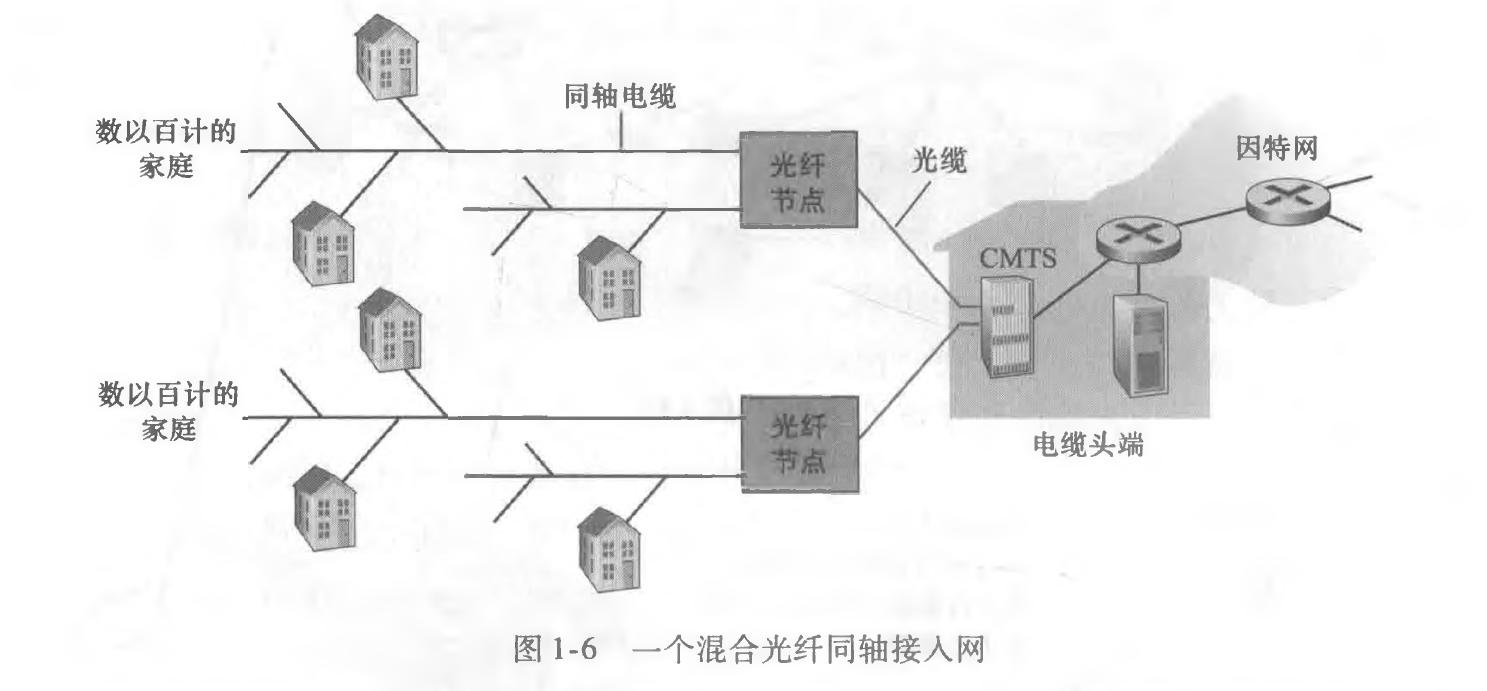 同轴电缆
数以百计的
家庭
光纤
节点
光缆
因特网
CMTS
数以百计的
家庭
光纤
节点
电缆头端
图1-6 一个混合光纤同轴接入网